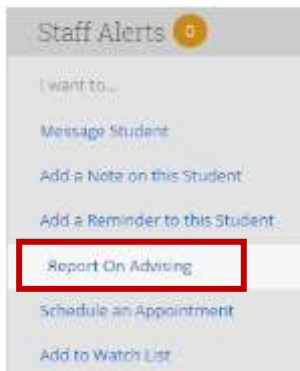 Staff Alerts 0
I want to...
Message Student
Add a Note on this Student
Add a Reminder to this Student
Report On Advising
Schedule an Appointment
Add to Watch List